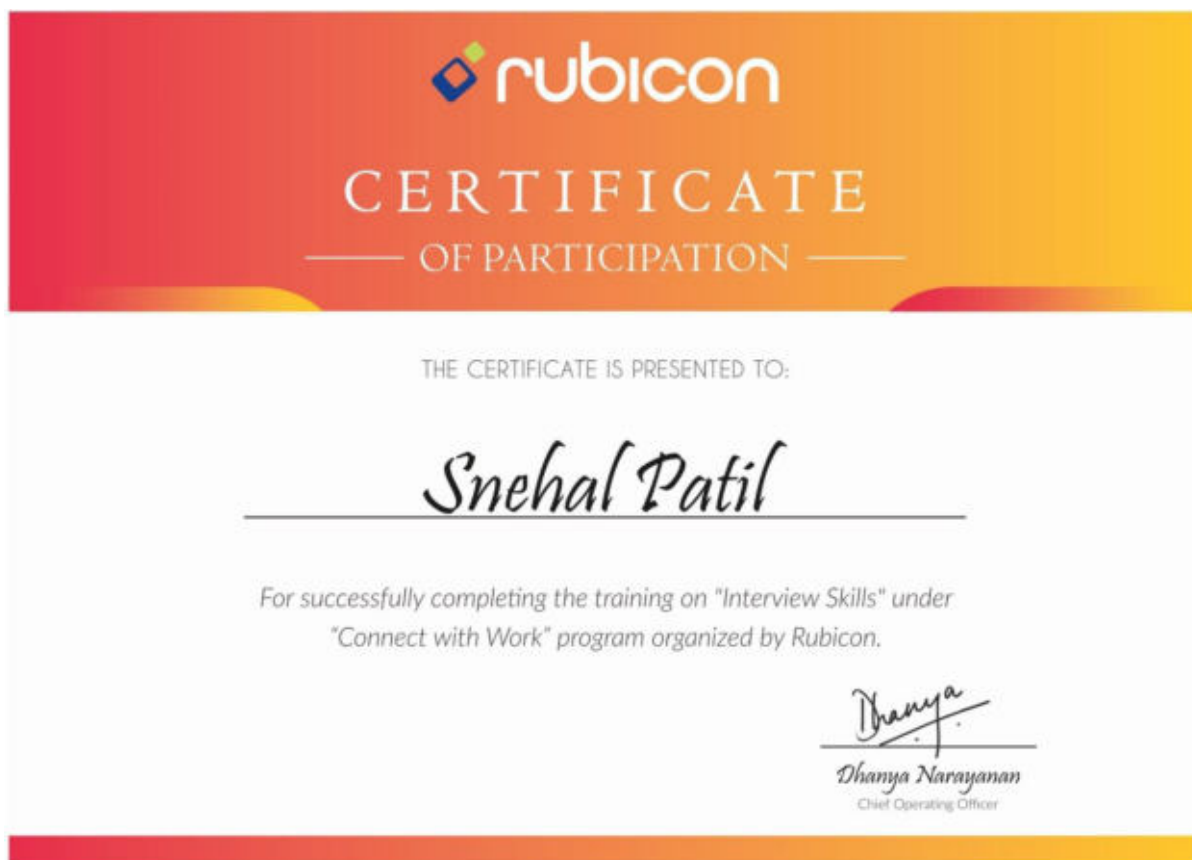 rubicon
CERTIFICATE
OF PARTICIPATION
THE CERTIFICATE IS PRESENTED TO:
Snehal Patil
For successfully completing the training on "Interview Skills" under
"Connect with Work" program organized by Rubicon.
Dhanya
Dhanya Narayanan
Chief Operating Officer